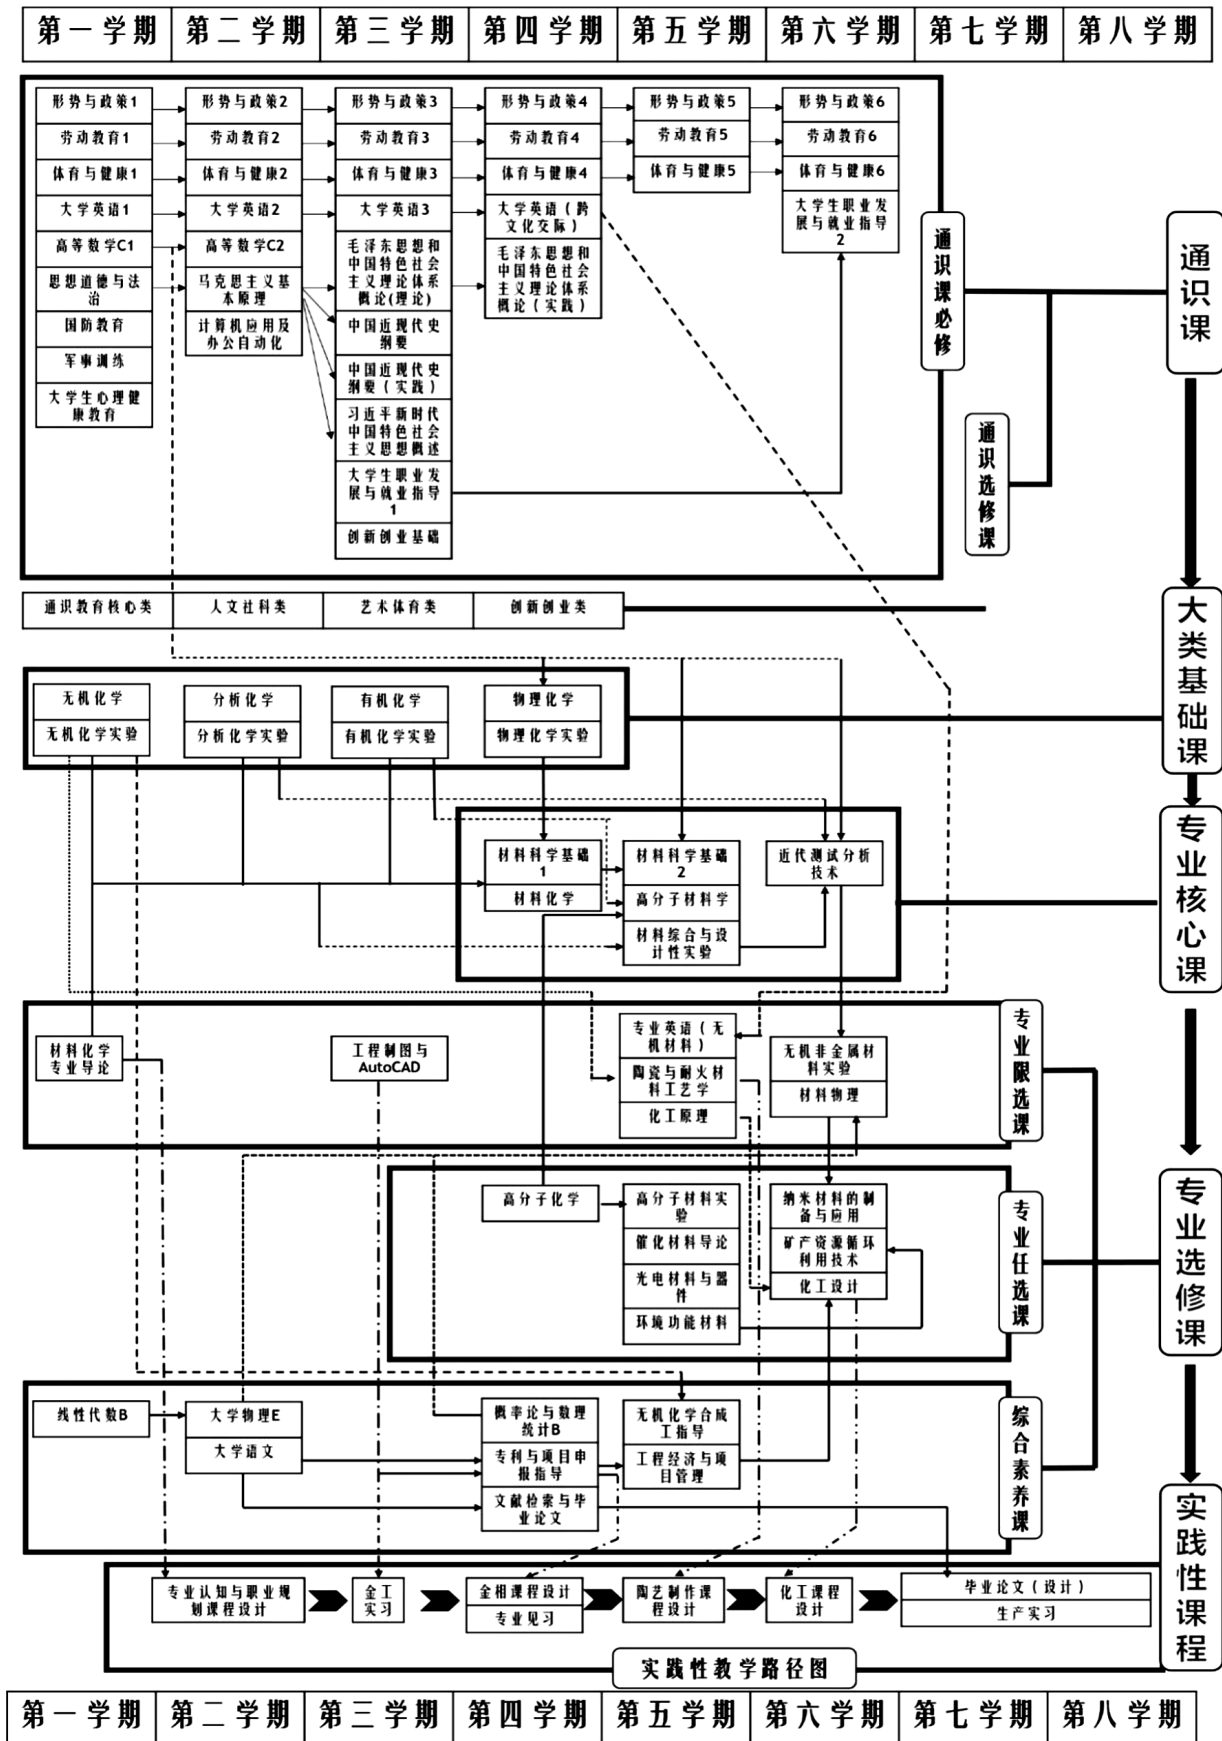 第一学期 第二学期 第三学期 第四学期 第五学期 第六学期 第七学期 第八学期
形势与政策1
劳动教育1
体育与健康1
大学英语1
高等数学C1
思想道德与法
治
国防教育
军事训练
大学生心理健
康教育
形势与政策2
劳动教育2
体育与健康2
大学英语2
高等数学C2
马克思主义基
本原理
计算机应用及
办公自动化
形势与政策3
劳动教育3
体育与健康3
大学英语3
毛泽东思想和
中国特色社会
主义理论体系
概论(理论)
中国近现代史
纲要
中国近现代史
纲要（实践）
习近平新时代
中国特色社会
主义思想概述
大学生职业发
展与就业指导
1
创新创业基础
形势与政策4
劳动教育4
体育与健康4
大学英语（跨
文化交际）
毛泽东思想和
中国特色社会
主义理论体系
概论（实践）
形势与政策5
劳动教育5
体育与健康5
形势与政策6
劳动教育6
体育与健康6
大学生职业发
展与就业指导
2
通识课必修
通识选修课
通识课
通识教育核心类
人文社科类
艺术体育类
创新创业类
大类基础课
无机化学
无机化学实验
分析化学
分析化学实验
有机化学
有机化学实验
物理化学
物理化学实验
专业核心课
材料科学基础
1
材料化学
材料科学基础
2
高分子材料学
材料综合与设
计性实验
近代测试分析
技术
专业限选课
材料化学
专业导论
工程制图与
AutoCAD
专业英语（无
机材料）
陶瓷与耐火材
料工艺学
化工原理
无机非金属材
料实验
材料物理
专业选修课
专业任选课
高分子化学
高分子材料实
验
催化材料导论
光电材料与器
件
环境功能材料
纳米材料的制
备与应用
矿产资源循环
利用技术
化工设计
综合素养课
线性代数B
大学物理E
大学语文
概率论与数理
统计B
专利与项目申
报指导
文献检索与毕
业论文
无机化学合成
工指导
工程经济与项
目管理
实践性课程
专业认知与职业规
划课程设计
金工
实习
金相课程设计
专业见习
陶艺制作课
程设计
化工课程
设计
毕业论文（设计）
生产实习
实践性教学路径图
第一学期 第二学期 第三学期 第四学期 第五学期 第六学期 第七学期 第八学期